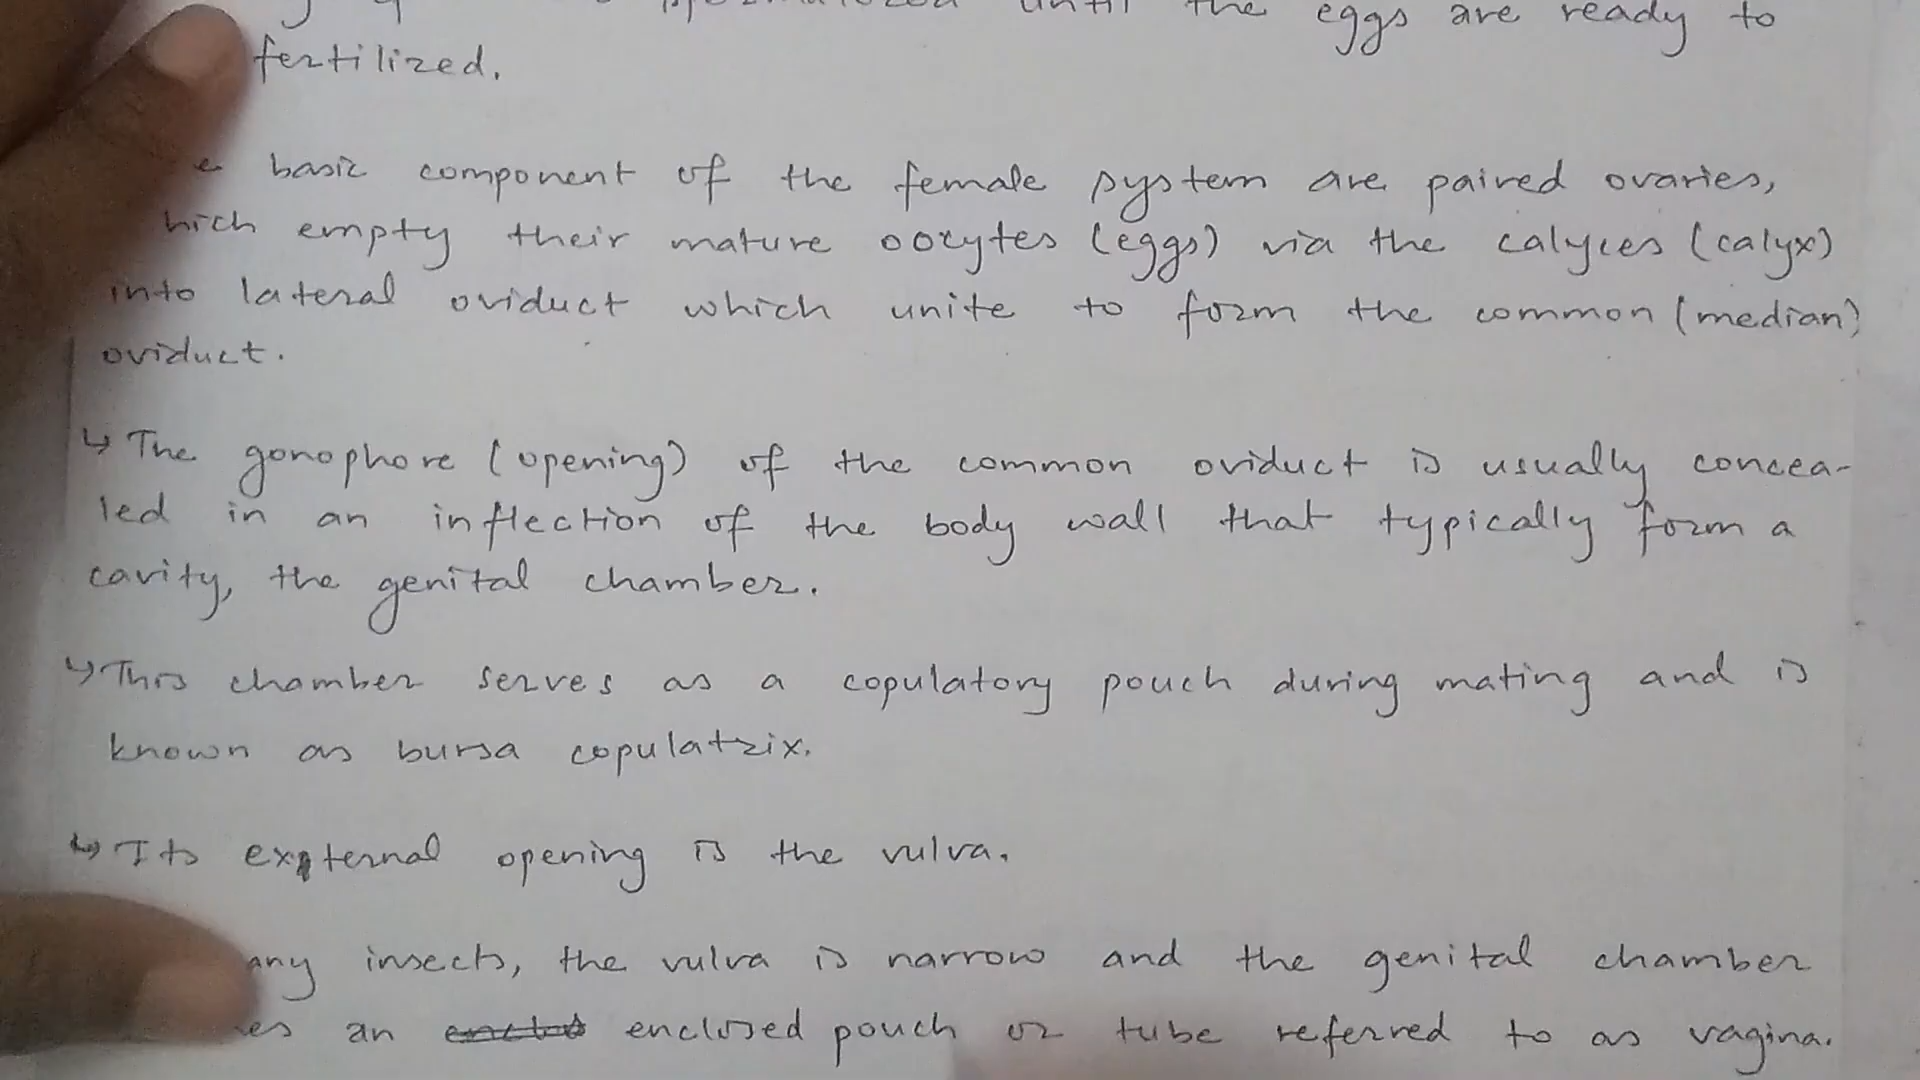 until the eggs are ready to
fertilized.
basic component of the female system are paired ovaries,
hich empty their mature oocytes (eggs) via the calyces (calyx)
into lateral oviduct which unite to form the common (median)
oviduct.
↳ The gonophore (opening) of the common oviduct is usually concea-
led in an inflection of the body wall that typically form a
cavity, the genital chamber.
↳ This chamber serves as a copulatory pouch during mating and is
known as bursa copulatrix.
↳ Its external opening is the vulva.
any insects, the vulva is narrow and the genital chamber
es an enclosed pouch or tube referred to as vagina.